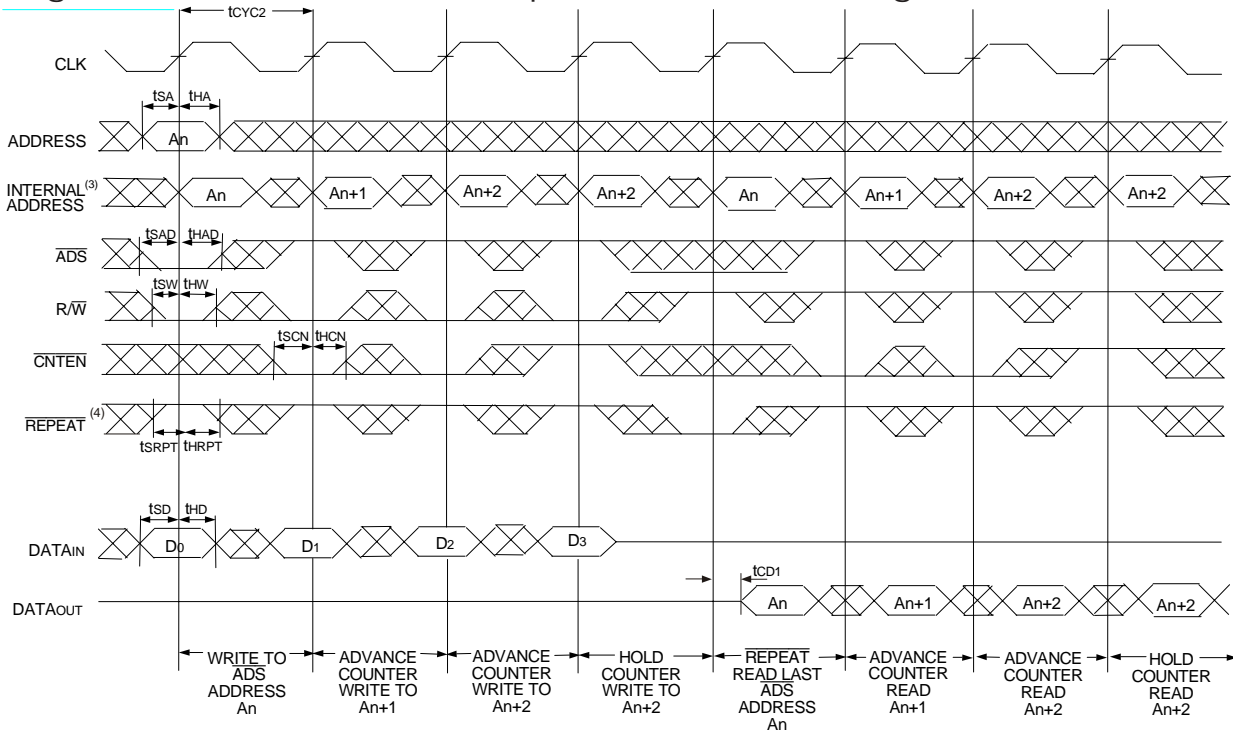 tCYC2
CLK
tSA tHA
ADDRESS An
INTERNAL(3) ADDRESS An An+1 An+2 An+2 An An+1 An+2 An+2
tSAD tHAD
ADS
tSW tHW
R/W
tSCN tHCN
CNTEN
REPEAT (4)
tSRPT tHRPT
tSD tHD
DATAIN D0 D1 D2 D3
tCD1
DATAOUT An An+1 An+2 An+2
WRITE TO
ADS
ADDRESS
An
ADVANCE
COUNTER
WRITE TO
An+1
ADVANCE
COUNTER
WRITE TO
An+2
HOLD
COUNTER
WRITE TO
An+2
REPEAT
READ LAST
ADS
ADDRESS
An
ADVANCE
COUNTER
READ
An+1
ADVANCE
COUNTER
READ
An+2
HOLD
COUNTER
READ
An+2